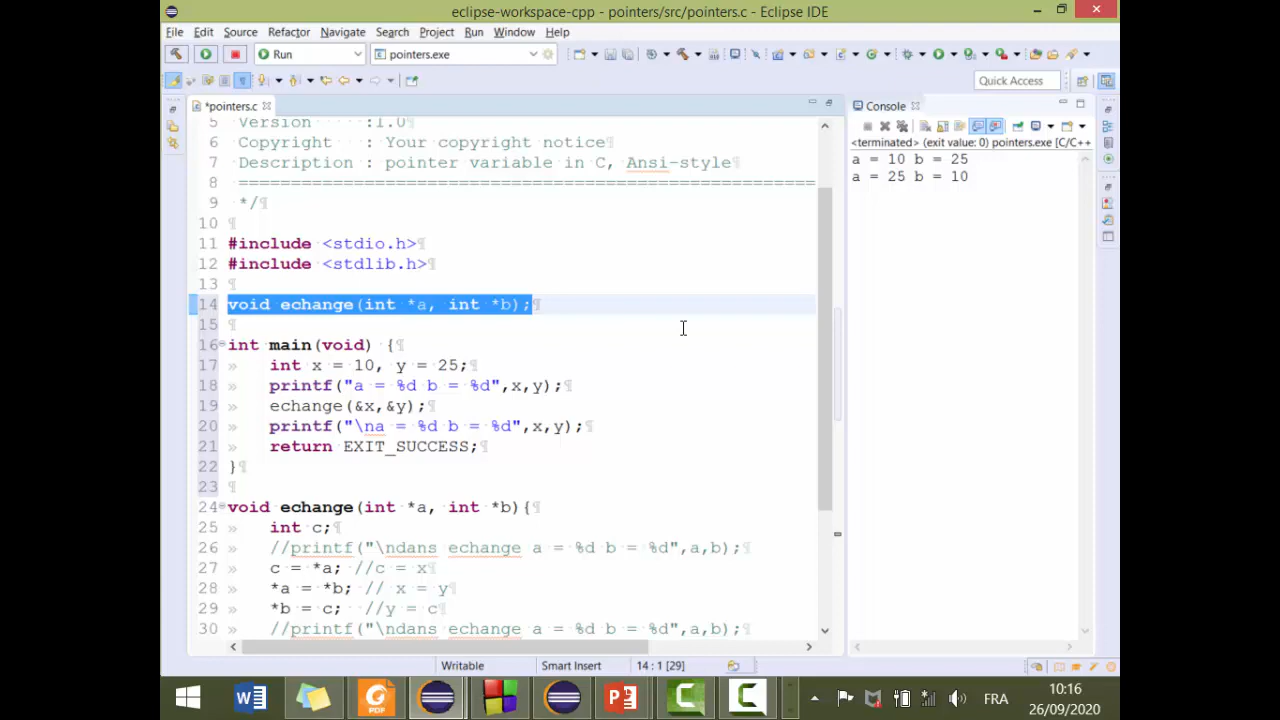 eclipse-workspace-cpp - pointers/src/pointers.c - Eclipse IDE
File Edit Source Refactor Navigate Search Project Run Window Help
Run pointers.exe
Quick Access
*pointers.c
Console
5 Version :1.0
6 Copyright : Your copyright notice
7 Description : pointer variable in C, Ansi-style
8 ========================================================
9 */
10
11 #include <stdio.h>
12 #include <stdlib.h>
13
14 void echange(int *a, int *b);
15
16 int main(void) {
17 int x = 10, y = 25;
18 printf("a = %d b = %d",x,y);
19 echange(&x,&y);
20 printf("\na = %d b = %d",x,y);
21 return EXIT_SUCCESS;
22 }
23
24 void echange(int *a, int *b){
25 int c;
26 //printf("\ndans echange a = %d b = %d",a,b);
27 c = *a; //c = x
28 *a = *b; // x = y
29 *b = c; //y = c
30 //printf("\ndans echange a = %d b = %d",a,b);
<terminated> (exit value: 0) pointers.exe [C/C++
a = 10 b = 25
a = 25 b = 10
Writable Smart Insert 14 : 1 [29]
PDF
FRA
10:16
26/09/2020